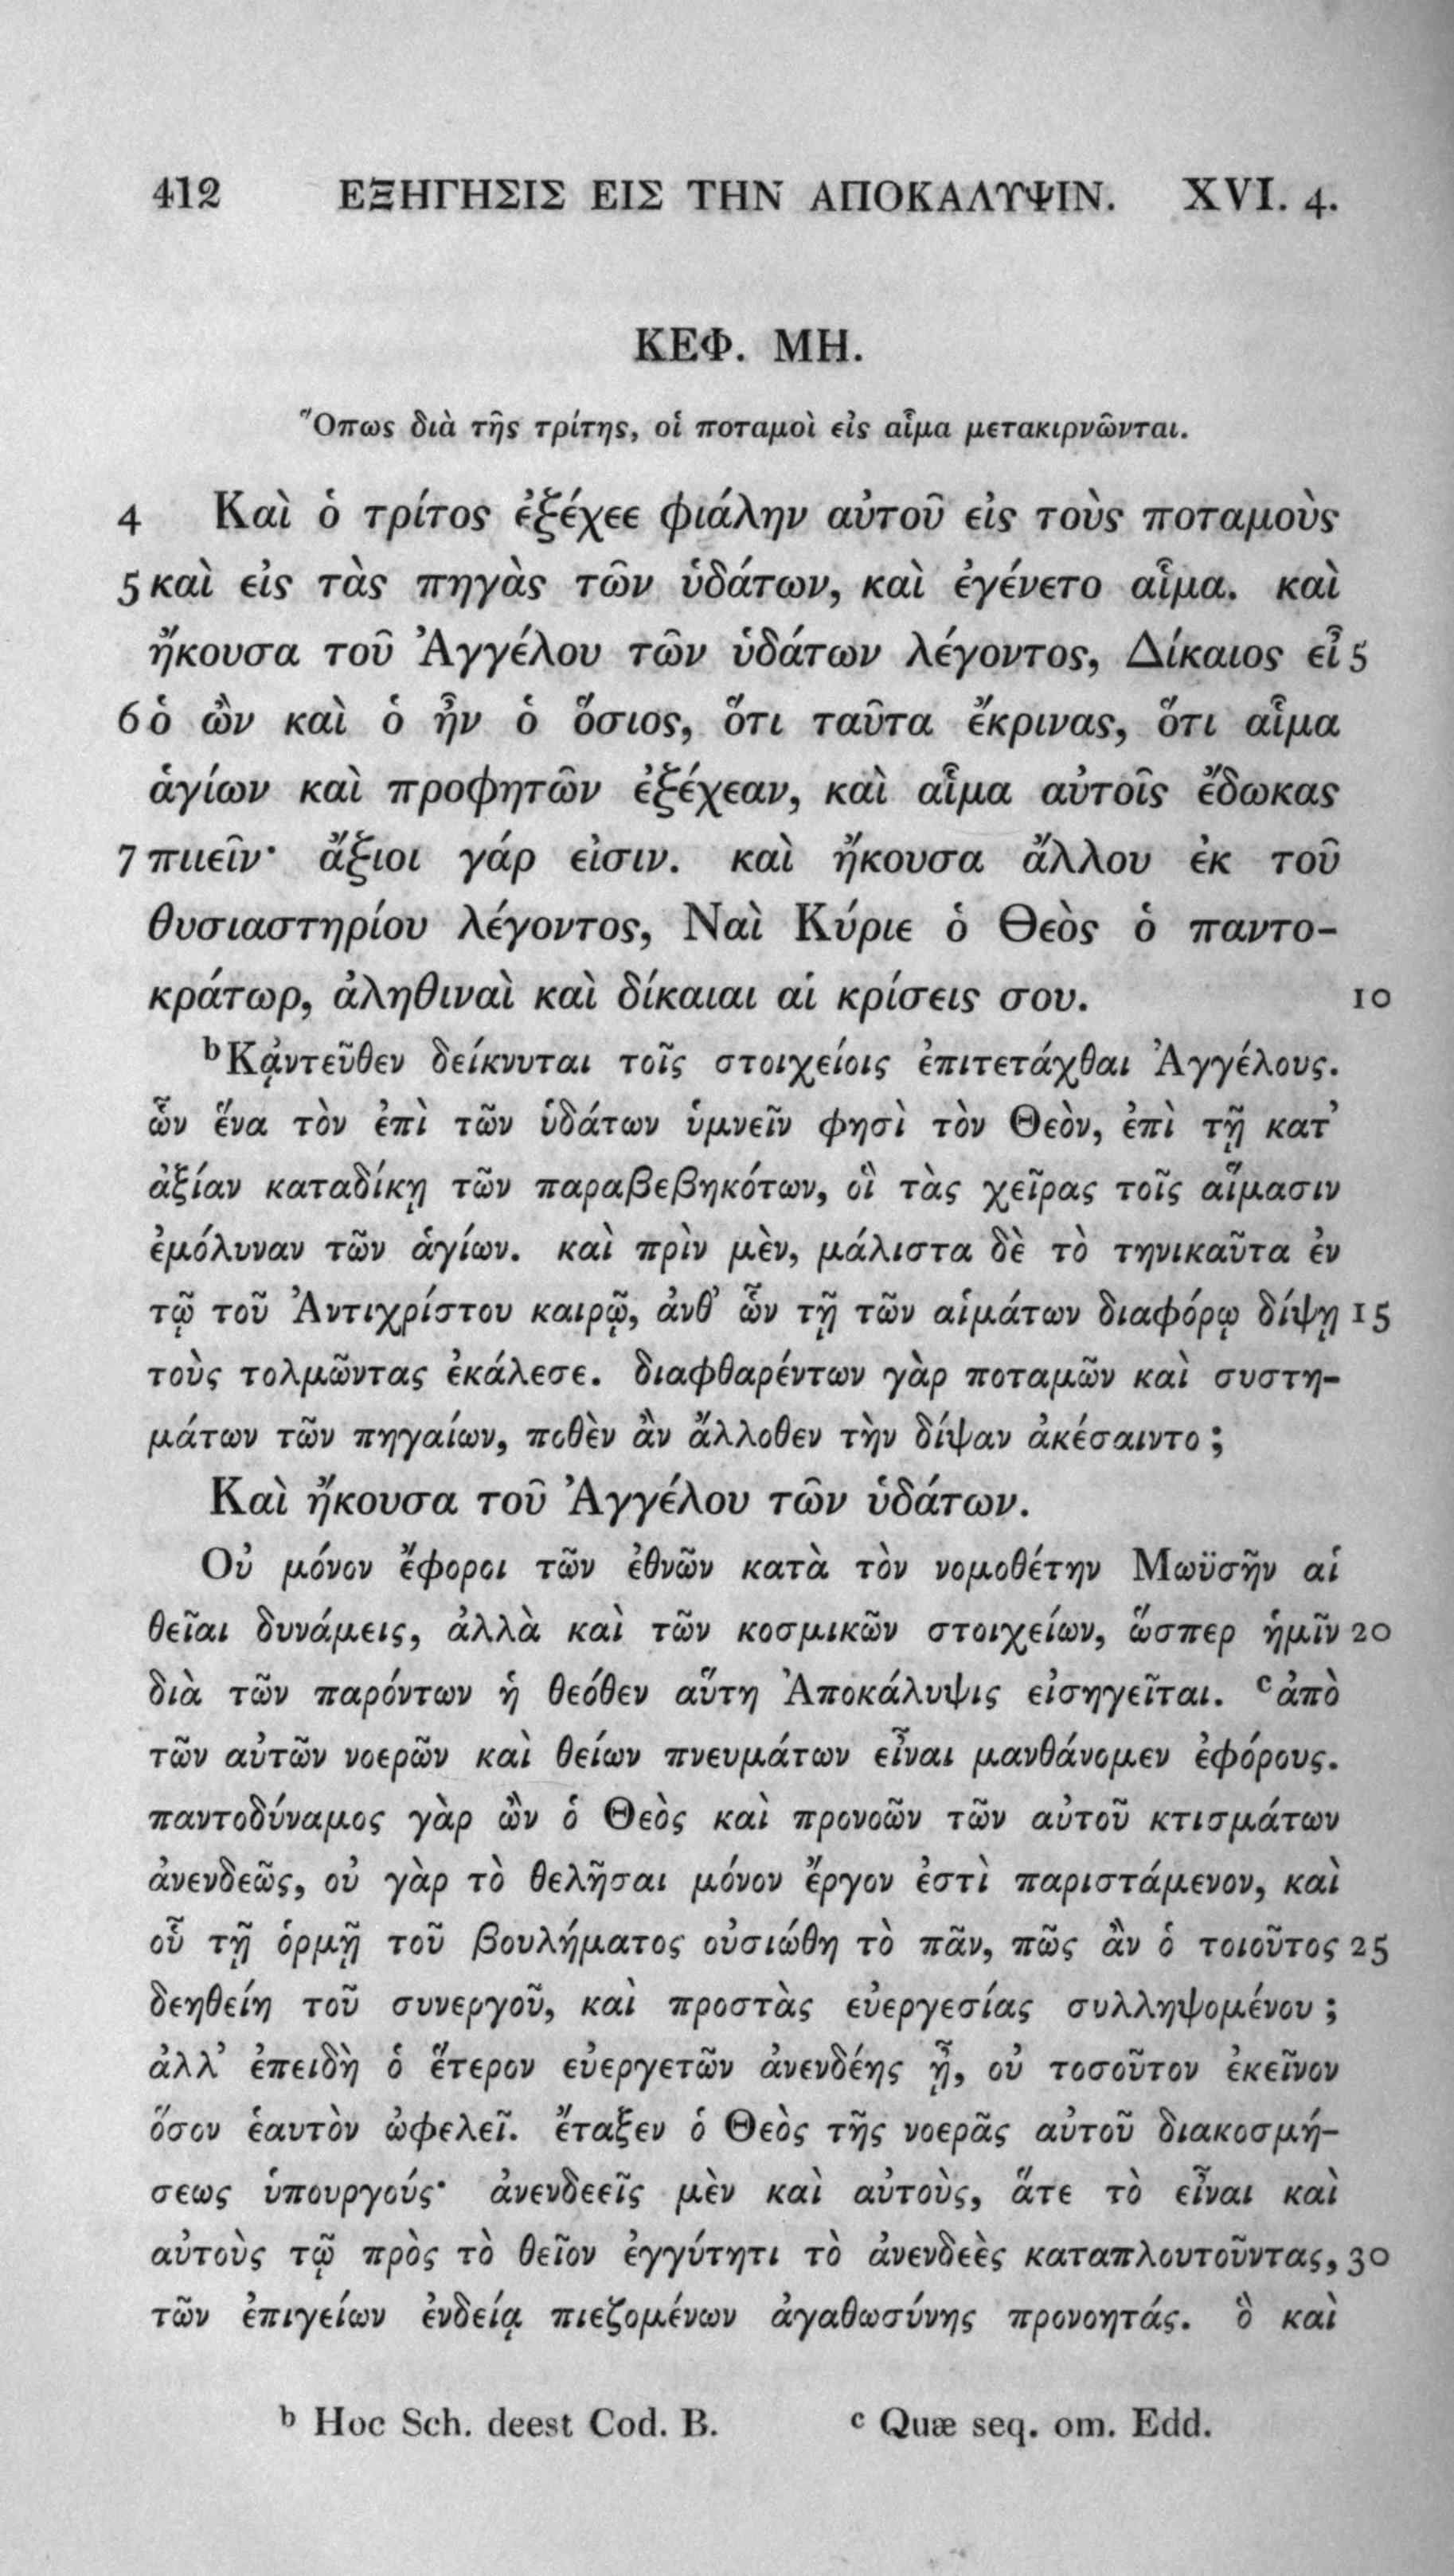 412 ΕΞΗΓΗΣΙΣ ΕΙΣ ΤΗΝ ΑΠΟΚΑΛΥΨΙΝ. XVI. 4.
ΚΕΦ. ΜΗ.
Ὅπως διὰ τῆς τρίτης, οἱ ποταμοὶ εἰς αἷμα μετακιρνῶνται.
4 Καὶ ὁ τρίτος ἐξέχεε φιάλην αὐτοῦ εἰς τοὺς ποταμοὺς
5 καὶ εἰς τὰς πηγὰς τῶν ὑδάτων, καὶ ἐγένετο αἷμα. καὶ
ἤκουσα τοῦ Ἀγγέλου τῶν ὑδάτων λέγοντος, Δίκαιος εἶ 5
6 ὁ ὢν καὶ ὁ ἦν ὁ ὅσιος, ὅτι ταῦτα ἔκρινας, ὅτι αἷμα
ἁγίων καὶ προφητῶν ἐξέχεαν, καὶ αἷμα αὐτοῖς ἔδωκας
7 πιεῖν· ἄξιοι γάρ εἰσιν. καὶ ἤκουσα ἄλλου ἐκ τοῦ
θυσιαστηρίου λέγοντος, Ναὶ Κύριε ὁ Θεὸς ὁ παντο-
κράτωρ, ἀληθιναὶ καὶ δίκαιαι αἱ κρίσεις σου. 10
ᵇ Κᾀντεῦθεν δείκνυται τοῖς στοιχείοις ἐπιτετάχθαι Ἀγγέλους.
ὧν ἕνα τὸν ἐπὶ τῶν ὑδάτων ὑμνεῖν φησὶ τὸν Θεὸν, ἐπὶ τῇ κατ’
ἀξίαν καταδίκῃ τῶν παραβεβηκότων, οἳ τὰς χεῖρας τοῖς αἵμασιν
ἐμόλυναν τῶν ἁγίων. καὶ πρὶν μὲν, μάλιστα δὲ τὸ τηνικαῦτα ἐν
τῷ τοῦ Ἀντιχρίστου καιρῷ, ἀνθ’ ὧν τῇ τῶν αἱμάτων διαφόρῳ δίψῃ 15
τοὺς τολμῶντας ἐκάλεσε. διαφθαρέντων γὰρ ποταμῶν καὶ συστη-
μάτων τῶν πηγαίων, ποθὲν ἂν ἄλλοθεν τὴν δίψαν ἀκέσαιντο ;
Καὶ ἤκουσα τοῦ Ἀγγέλου τῶν ὑδάτων.
Οὐ μόνον ἔφοροι τῶν ἐθνῶν κατὰ τὸν νομοθέτην Μωϋσῆν αἱ
θεῖαι δυνάμεις, ἀλλὰ καὶ τῶν κοσμικῶν στοιχείων, ὥσπερ ἡμῖν 20
διὰ τῶν παρόντων ἡ θεόθεν αὕτη Ἀποκάλυψις εἰσηγεῖται. ᶜ ἀπὸ
τῶν αὐτῶν νοερῶν καὶ θείων πνευμάτων εἶναι μανθάνομεν ἐφόρους.
παντοδύναμος γὰρ ὢν ὁ Θεὸς καὶ προνοῶν τῶν αὐτοῦ κτισμάτων
ἀνενδεῶς, οὐ γὰρ τὸ θελῆσαι μόνον ἔργον ἐστὶ παριστάμενον, καὶ
οὗ τῇ ὁρμῇ τοῦ βουλήματος οὐσιώθη τὸ πᾶν, πῶς ἂν ὁ τοιοῦτος 25
δεηθείη τοῦ συνεργοῦ, καὶ προστὰς εὐεργεσίας συλληψομένου ;
ἀλλ’ ἐπειδὴ ὁ ἕτερον εὐεργετῶν ἀνενδέης ᾖ, οὐ τοσοῦτον ἐκεῖνον
ὅσον ἑαυτὸν ὠφελεῖ. ἔταξεν ὁ Θεὸς τῆς νοερᾶς αὐτοῦ διακοσμή-
σεως ὑπουργούς· ἀνενδεεῖς μὲν καὶ αὐτοὺς, ἅτε τὸ εἶναι καὶ
αὐτοὺς τῷ πρὸς τὸ θεῖον ἐγγύτητι τὸ ἀνενδεὲς καταπλουτοῦντας, 30
τῶν ἐπιγείων ἐνδείᾳ πιεζομένων ἀγαθωσύνης προνοητάς. ὃ καὶ
ᵇ Hoc Sch. deest Cod. B. ᶜ Quæ seq. om. Edd.